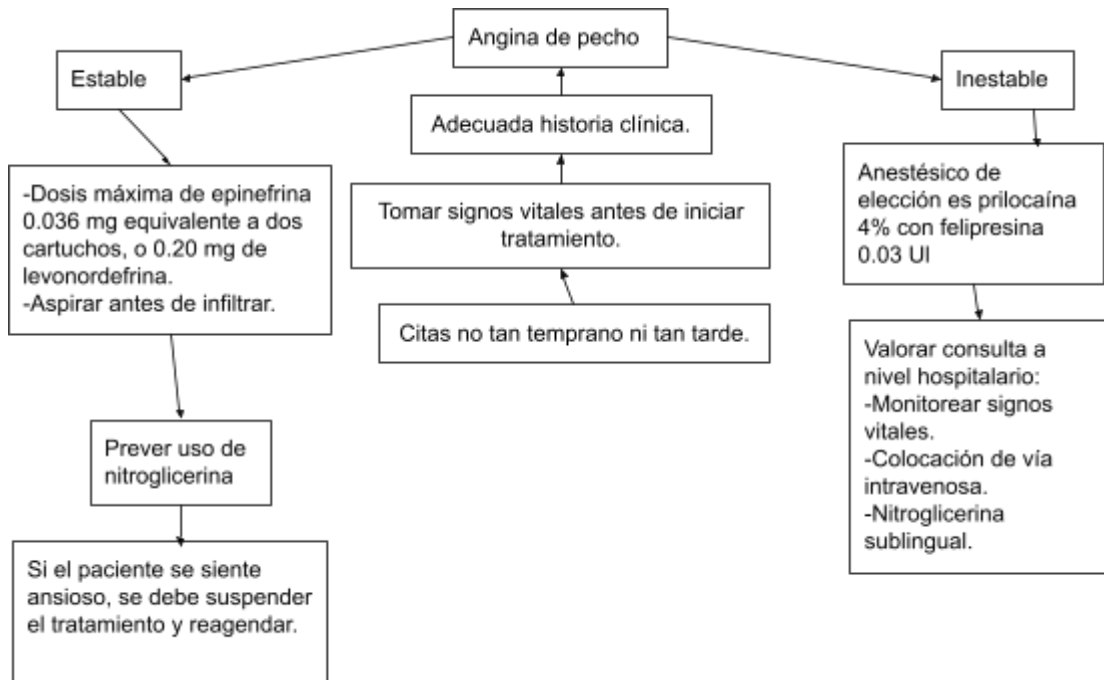 Angina de pecho
Estable
Inestable
Adecuada historia clínica.
-Dosis máxima de epinefrina
0.036 mg equivalente a dos
cartuchos, o 0.20 mg de
levonordefrina.
-Aspirar antes de infiltrar.
Tomar signos vitales antes de iniciar
tratamiento.
Anestésico de
elección es prilocaína
4% con felipresina
0.03 UI
Citas no tan temprano ni tan tarde.
Valorar consulta a
nivel hospitalario:
-Monitorear signos
vitales.
-Colocación de vía
intravenosa.
-Nitroglicerina
sublingual.
Prever uso de
nitroglicerina
Si el paciente se siente
ansioso, se debe suspender
el tratamiento y reagendar.